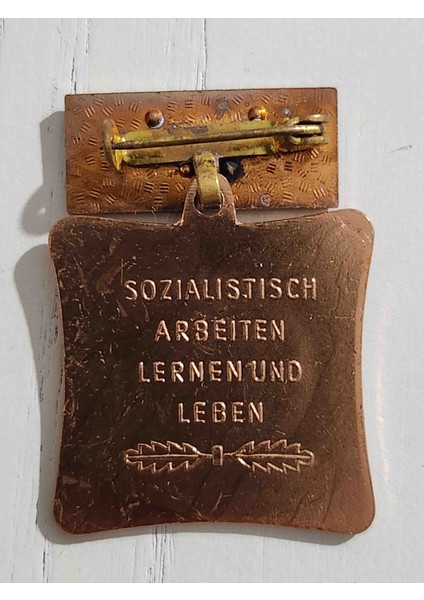 SOZIALISTISCH
ARBEITEN
LERNEN UND
LEBEN